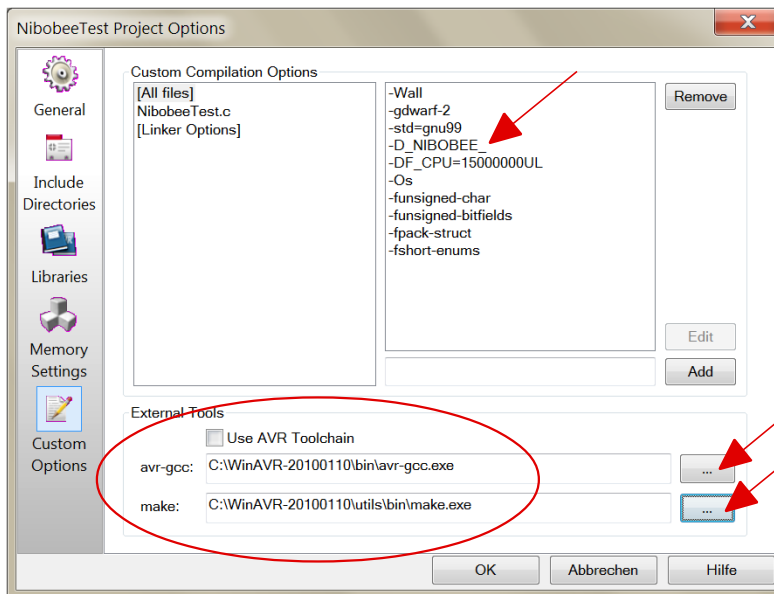 NibobeeTest Project Options
X
General
Include
Directories
Libraries
Memory
Settings
Custom
Options
Custom Compilation Options
[All files]
NibobeeTest.c
[Linker Options]
-Wall
-gdwarf-2
-std=gnu99
-D_NIBOBEE_
-DF_CPU=15000000UL
-Os
-funsigned-char
-funsigned-bitfields
-fpack-struct
-fshort-enums
Remove
Edit
Add
External Tools
Use AVR Toolchain
avr-gcc: C:\WinAVR-20100110\bin\avr-gcc.exe ...
make: C:\WinAVR-20100110\utils\bin\make.exe ...
OK Abbrechen Hilfe